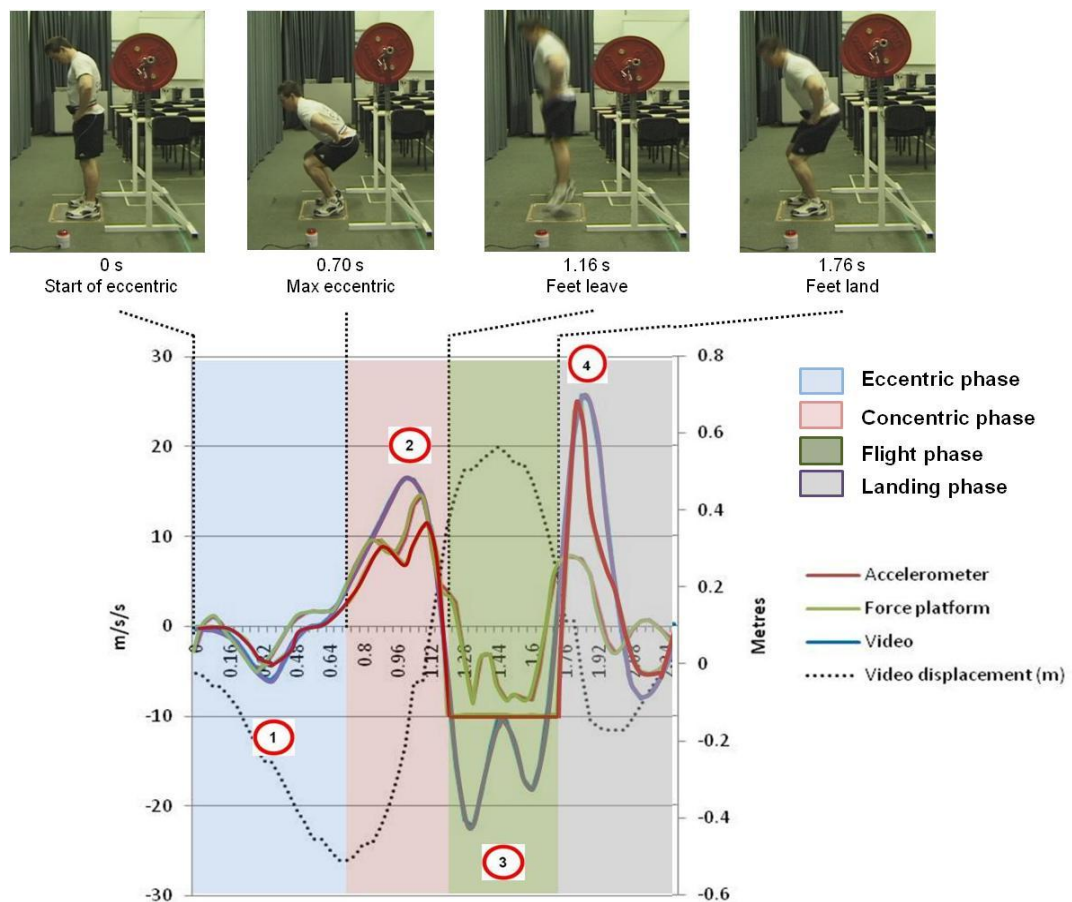 0 s
Start of eccentric
0.70 s
Max eccentric
1.16 s
Feet leave
1.76 s
Feet land
30
20
10
0
-10
-20
-30
m/s/s
0.16
0.48
0.64
0.8
0.96
1.12
1.28
1.44
1.6
1.76
1.92
0.8
0.6
0.4
0.2
0
-0.2
-0.4
-0.6
Metres
1
2
3
4
Eccentric phase
Concentric phase
Flight phase
Landing phase
Accelerometer
Force platform
Video
Video displacement (m)